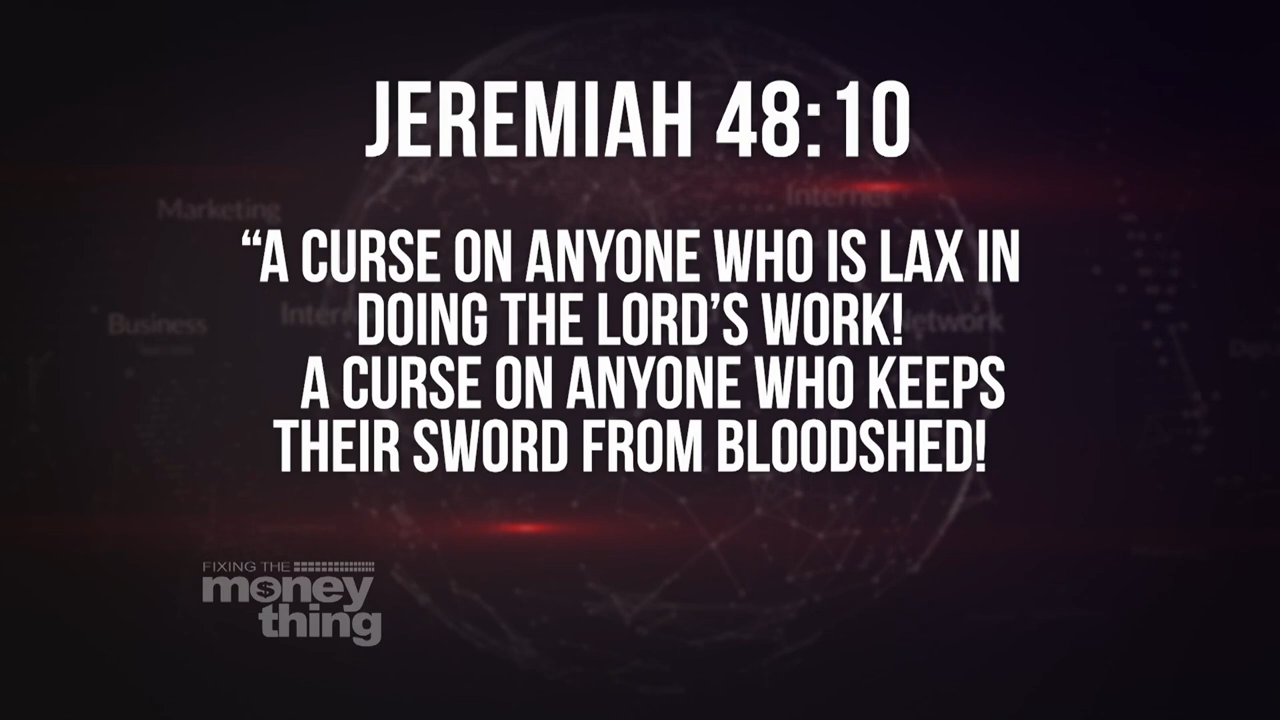 JEREMIAH 48:10
Internet
Marketing
“A CURSE ON ANYONE WHO IS LAX IN
DOING THE LORD’S WORK!
Business
A CURSE ON ANYONE WHO KEEPS
THEIR SWORD FROM BLOODSHED!
FIXING THE
money
thing